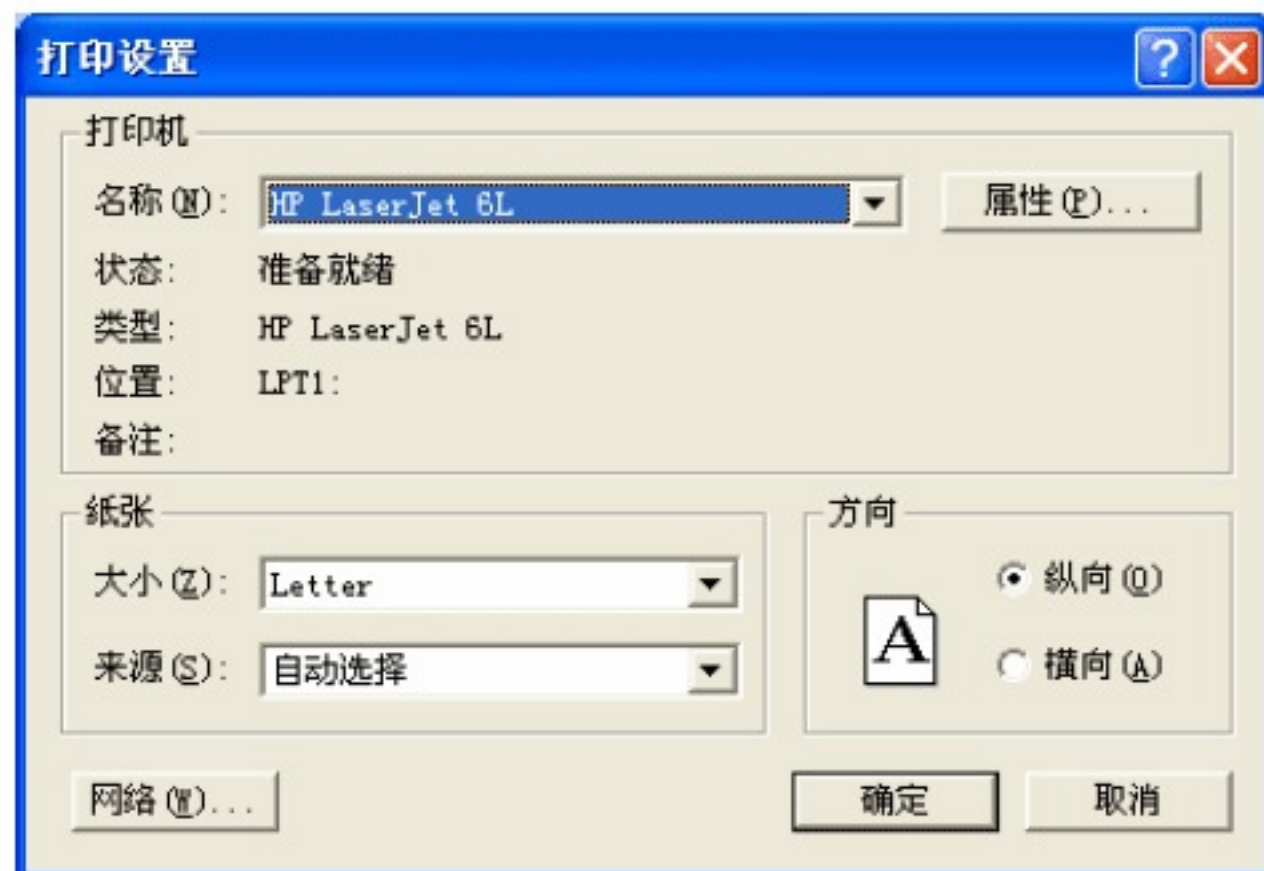 打印设置
打印机
名称(N): HP LaserJet 6L 属性(P)...
状态: 准备就绪
类型: HP LaserJet 6L
位置: LPT1:
备注:
纸张
大小(Z): Letter
来源(S): 自动选择
方向
A
纵向(O)
横向(A)
网络(W)... 确定 取消